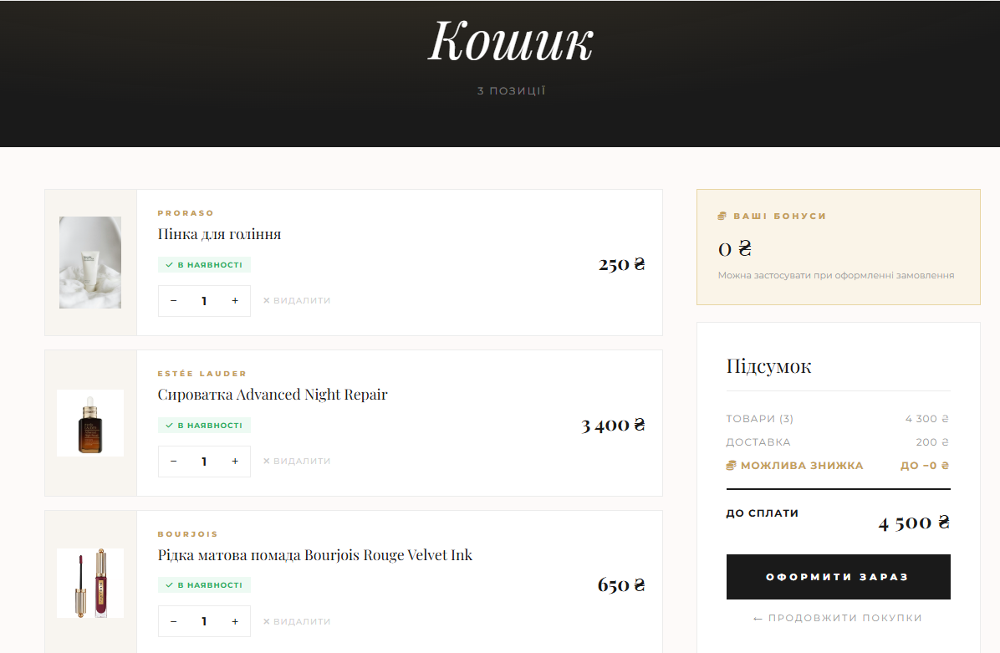 Кошик
3 ПОЗИЦІЇ
PRORASO
Пінка для гоління
✓ В НАЯВНОСТІ
250 ₴
− 1 +
✕ ВИДАЛИТИ
ESTÉE LAUDER
Сироватка Advanced Night Repair
✓ В НАЯВНОСТІ
3 400 ₴
− 1 +
✕ ВИДАЛИТИ
BOURJOIS
Рідка матова помада Bourjois Rouge Velvet Ink
✓ В НАЯВНОСТІ
650 ₴
− 1 +
✕ ВИДАЛИТИ
ВАШІ БОНУСИ
0 ₴
Можна застосувати при оформленні замовлення
Підсумок
ТОВАРИ (3) 4 300 ₴
ДОСТАВКА 200 ₴
МОЖЛИВА ЗНИЖКА ДО −0 ₴
ДО СПЛАТИ 4 500 ₴
ОФОРМИТИ ЗАРАЗ
← ПРОДОВЖИТИ ПОКУПКИ